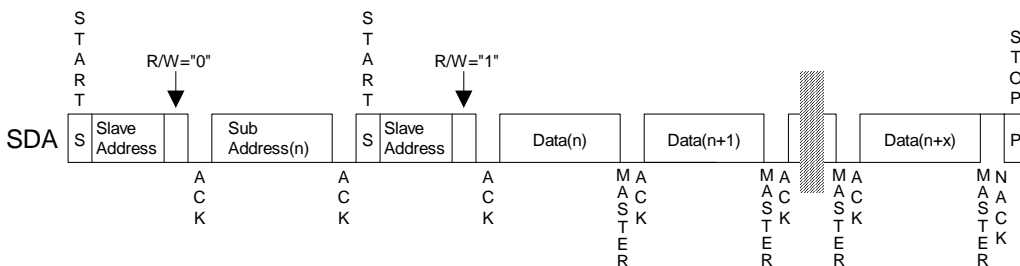 START
START
STOP
R/W="0"
R/W="1"
SDA
S
Slave
Address
Sub
Address(n)
S
Slave
Address
Data(n)
Data(n+1)
Data(n+x)
P
ACK
ACK
ACK
MASTER
ACK
MASTER
ACK
MASTER
ACK
MASTER
NACK